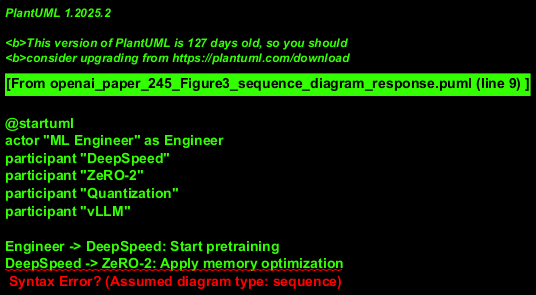 PlantUML 1.2025.2
<b>This version of PlantUML is 127 days old, so you should
<b>consider upgrading from https://plantuml.com/download
[From openai_paper_245_Figure3_sequence_diagram_response.puml (line 9) ]
@startuml
actor "ML Engineer" as Engineer
participant "DeepSpeed"
participant "ZeRO-2"
participant "Quantization"
participant "vLLM"
Engineer -> DeepSpeed: Start pretraining
DeepSpeed -> ZeRO-2: Apply memory optimization
Syntax Error? (Assumed diagram type: sequence)